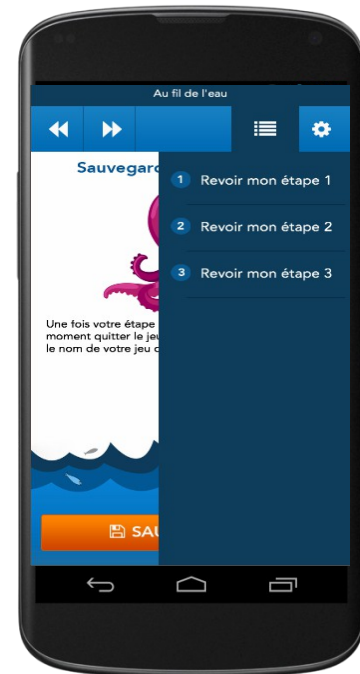 Au fil de l'eau
Sauvegard
1 Revoir mon étape 1
2 Revoir mon étape 2
3 Revoir mon étape 3
Une fois votre étape
moment quitter le jeu
le nom de votre jeu
SAU